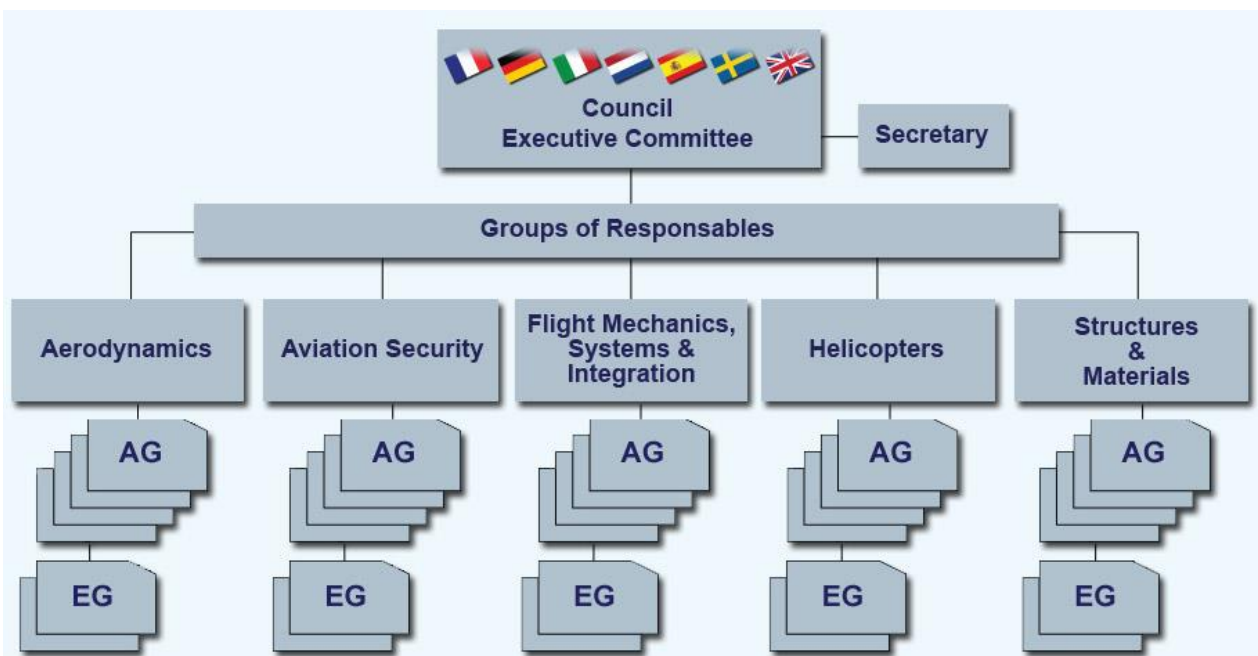 Council
Executive Committee
Secretary
Groups of Responsables
Aerodynamics
Aviation Security
Flight Mechanics,
Systems &
Integration
Helicopters
Structures
&
Materials
AG
AG
AG
AG
AG
EG
EG
EG
EG
EG